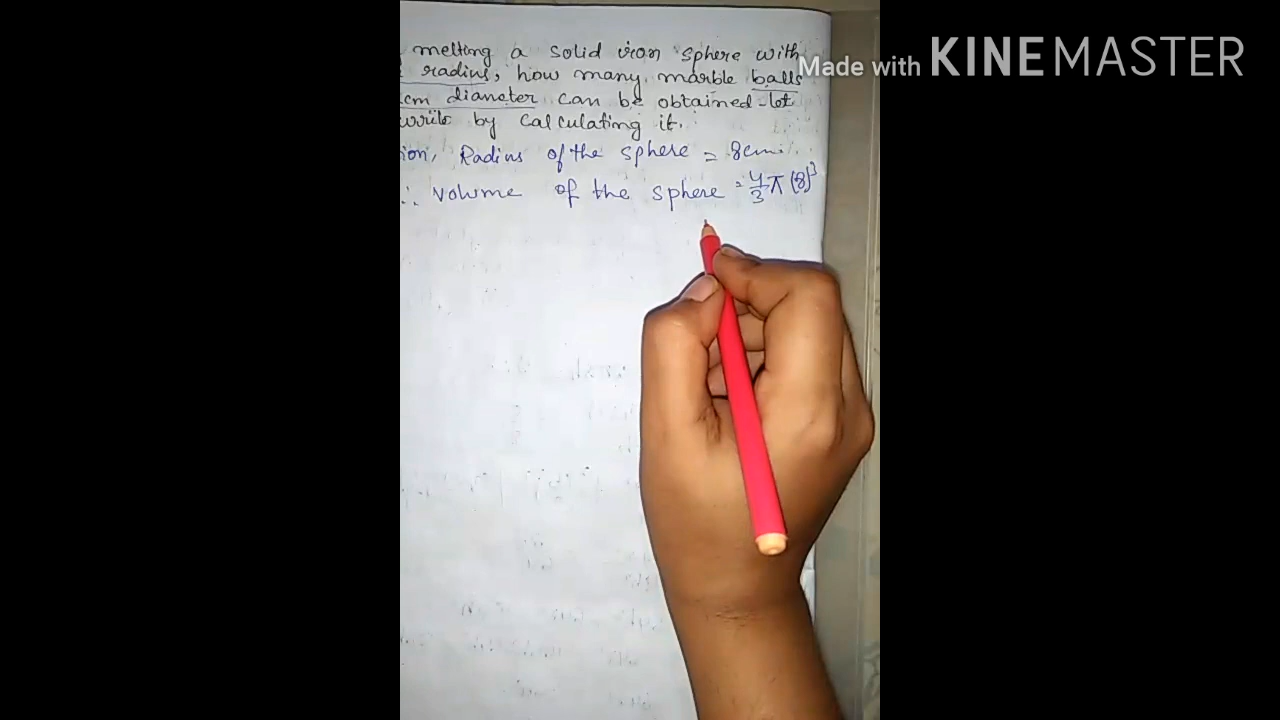 Made with KINEMASTER
melting a solid iron sphere with
radius, how many marble balls
cm diameter can be obtained-let
write by calculating it.
ion, Radius of the sphere = 8cm.
∴ volume of the sphere = 4/3 π (8)³